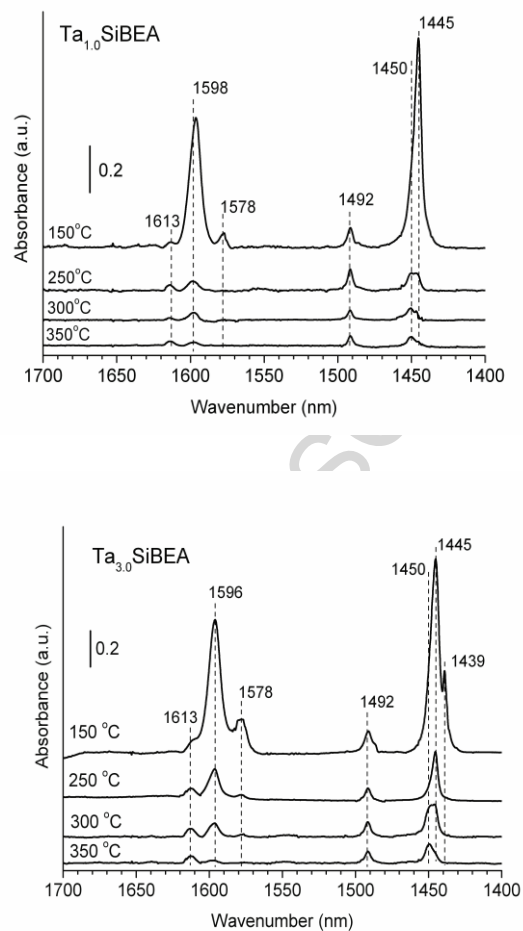 Ta1.0SiBEA
1445
1450
1598
0.2
1613
1578
1492
150°C
250°C
300°C
350°C
Absorbance (a.u.)
1700 1650 1600 1550 1500 1450 1400
Wavenumber (nm)
Ta3.0SiBEA
1445
1450
1596
0.2
1439
1578
1613
1492
150 °C
250 °C
300 °C
350 °C
Absorbance (a.u.)
1700 1650 1600 1550 1500 1450 1400
Wavenumber (nm)